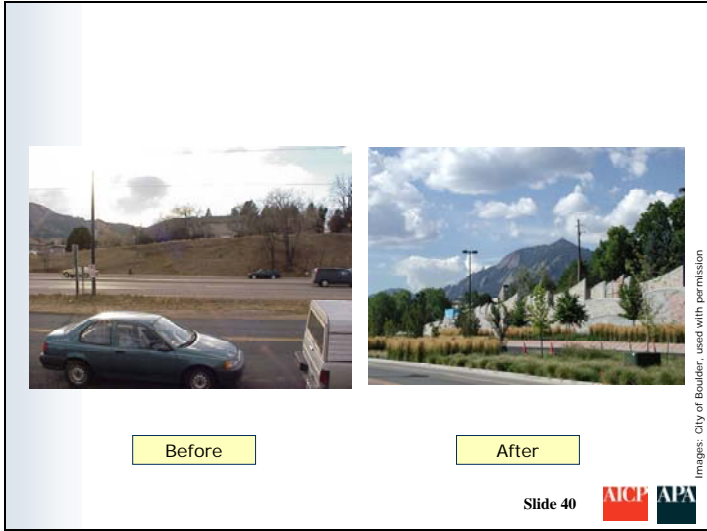 Before
After
Images: City of Boulder, used with permission
Slide 40
AICP
APA